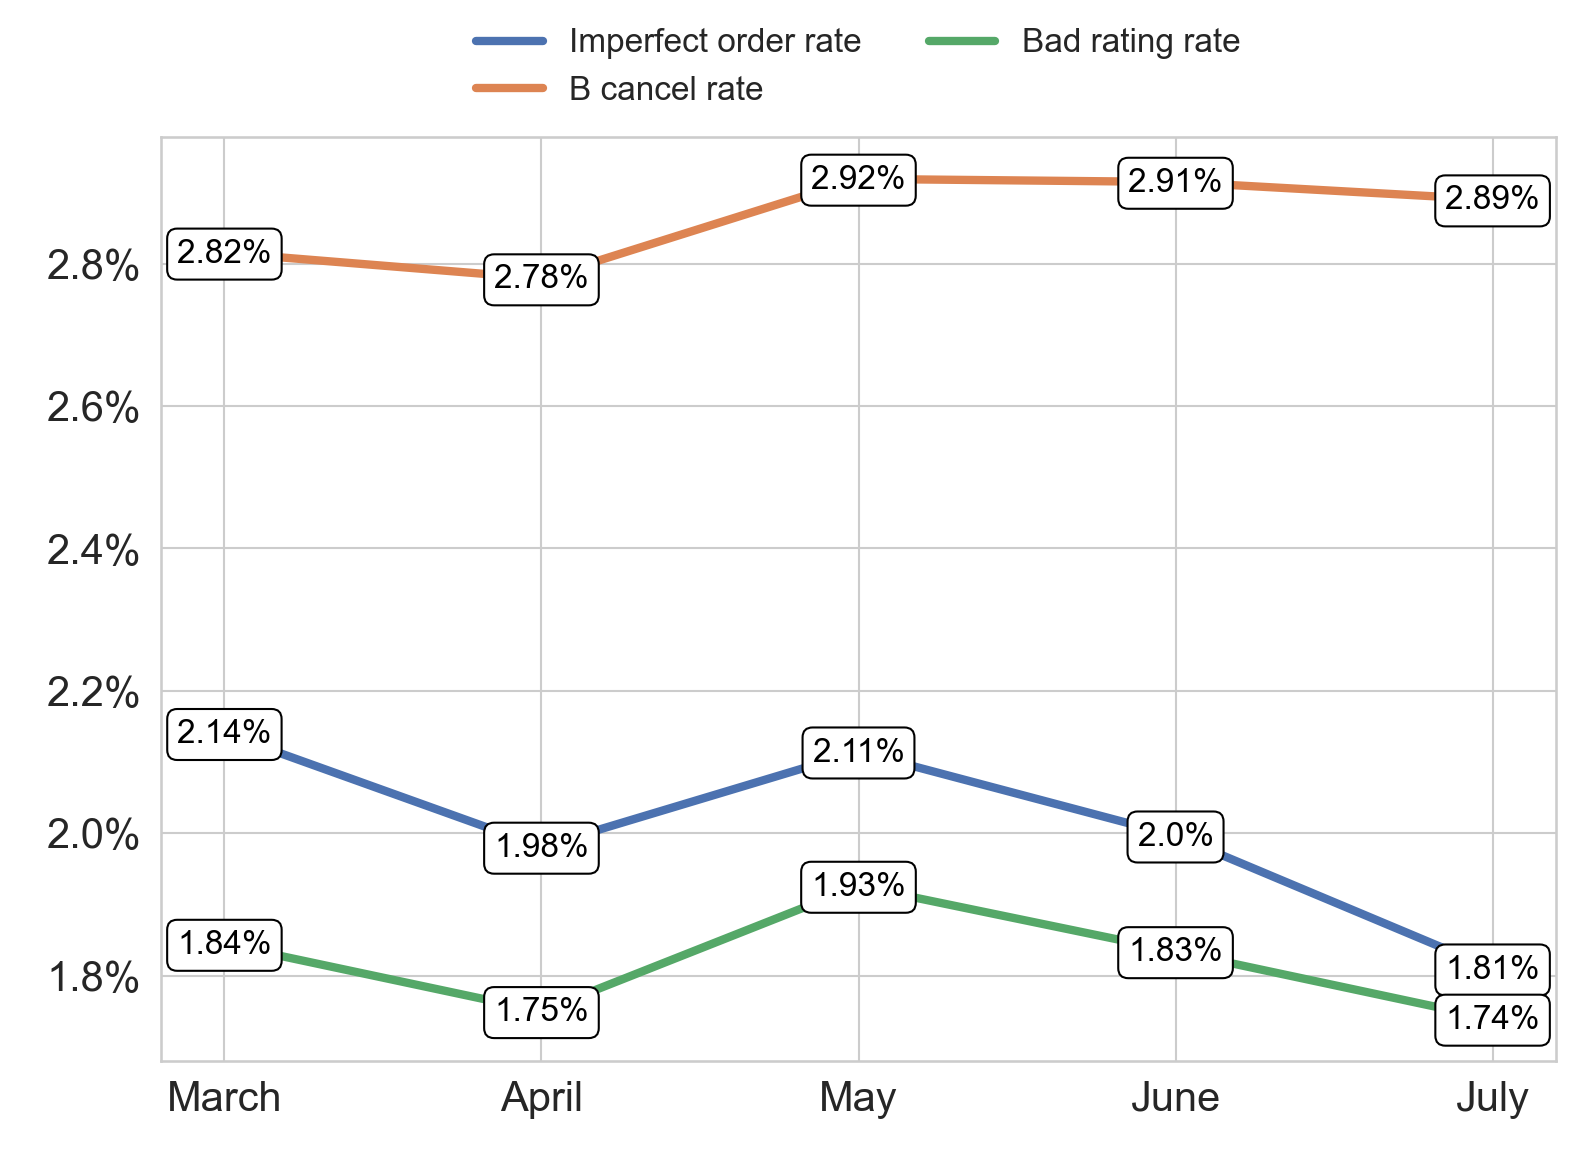 Imperfect order rate
Bad rating rate
B cancel rate
2.8%
2.6%
2.4%
2.2%
2.0%
1.8%
2.82%
2.78%
2.92%
2.91%
2.89%
2.14%
1.98%
2.11%
2.0%
1.81%
1.84%
1.75%
1.93%
1.83%
1.74%
March
April
May
June
July